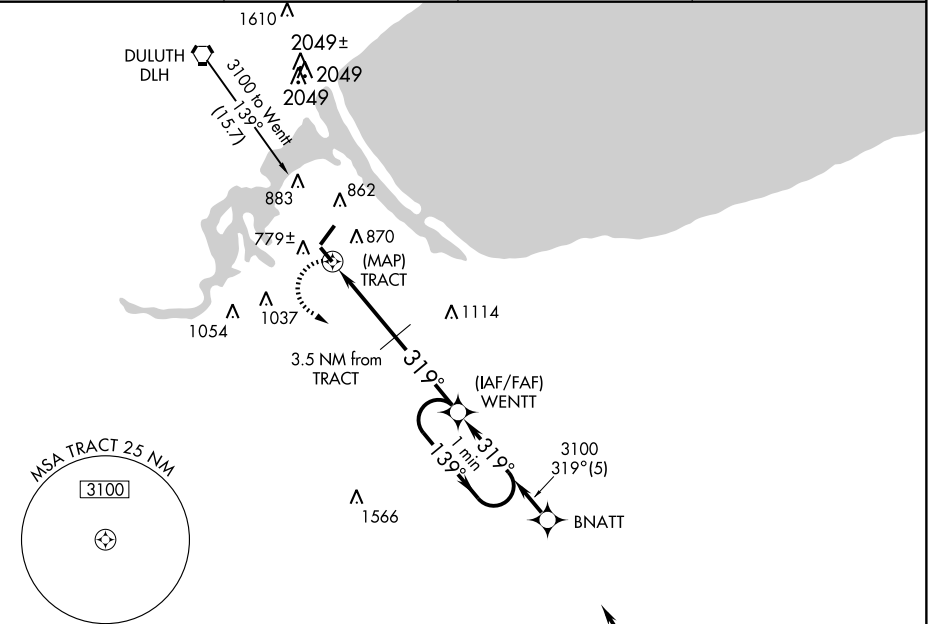 1610
DULUTH
DLH
2049±
2049
2049
3100 to Wentt
139°
(15.7)
883
862
779±
870
(MAP)
TRACT
1054
1037
1114
3.5 NM from
TRACT
319°
(IAF/FAF)
WENTT
1 min
139°
319°
3100
319°(5)
BNATT
1566
MSA TRACT 25 NM
3100